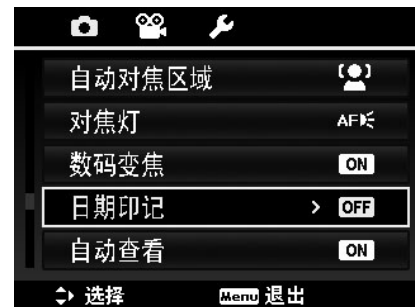 自动对焦区域
对焦灯 AF
数码变焦 ON
日期印记 > OFF
自动查看 ON
选择 Menu 退出